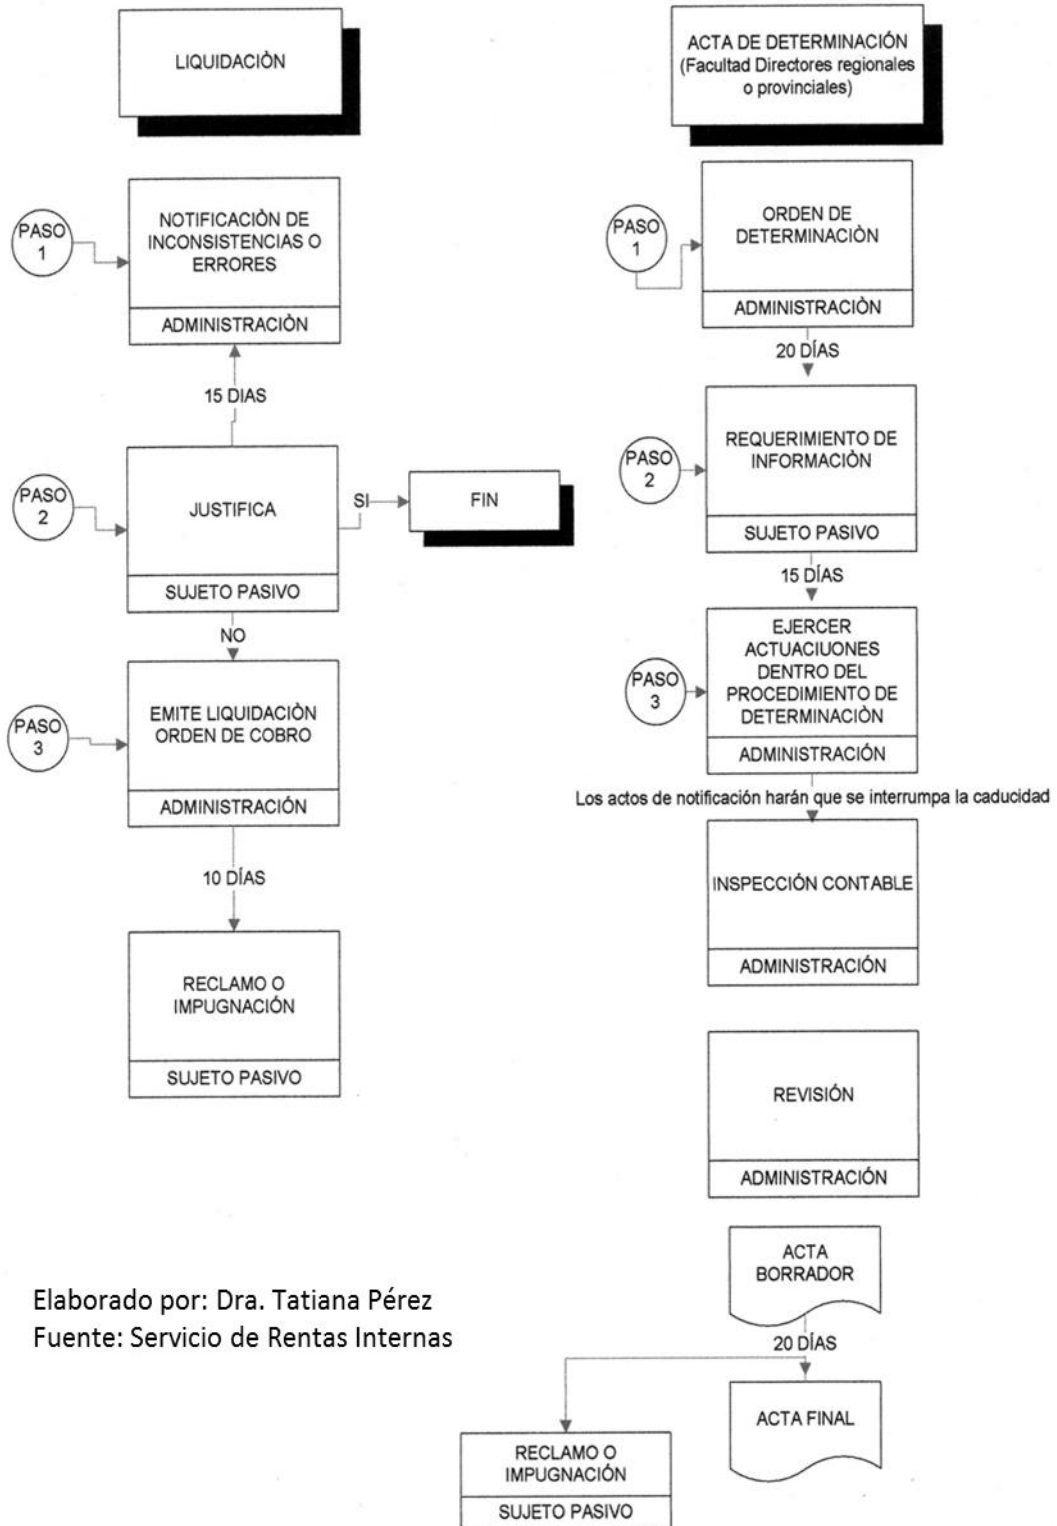 LIQUIDACIÒN
PASO
1
NOTIFICACIÒN DE
INCONSISTENCIAS O
ERRORES
ADMINISTRACIÒN
15 DIAS
PASO
2
JUSTIFICA
SUJETO PASIVO
SI
FIN
NO
PASO
3
EMITE LIQUIDACIÒN
ORDEN DE COBRO
ADMINISTRACIÓN
10 DÍAS
RECLAMO O
IMPUGNACIÓN
SUJETO PASIVO
ACTA DE DETERMINACIÓN
(Facultad Directores regionales
o provinciales)
PASO
1
ORDEN DE
DETERMINACIÒN
ADMINISTRACIÒN
20 DÍAS
PASO
2
REQUERIMIENTO DE
INFORMACIÒN
SUJETO PASIVO
15 DÍAS
PASO
3
EJERCER
ACTUACIUONES
DENTRO DEL
PROCEDIMIENTO DE
DETERMINACIÒN
ADMINISTRACIÓN
Los actos de notificación harán que se interrumpa la caducidad
INSPECCIÓN CONTABLE
ADMINISTRACIÓN
REVISIÓN
ADMINISTRACIÓN
ACTA
BORRADOR
20 DÍAS
ACTA FINAL
RECLAMO O
IMPUGNACIÓN
SUJETO PASIVO
Elaborado por: Dra. Tatiana Pérez
Fuente: Servicio de Rentas Internas